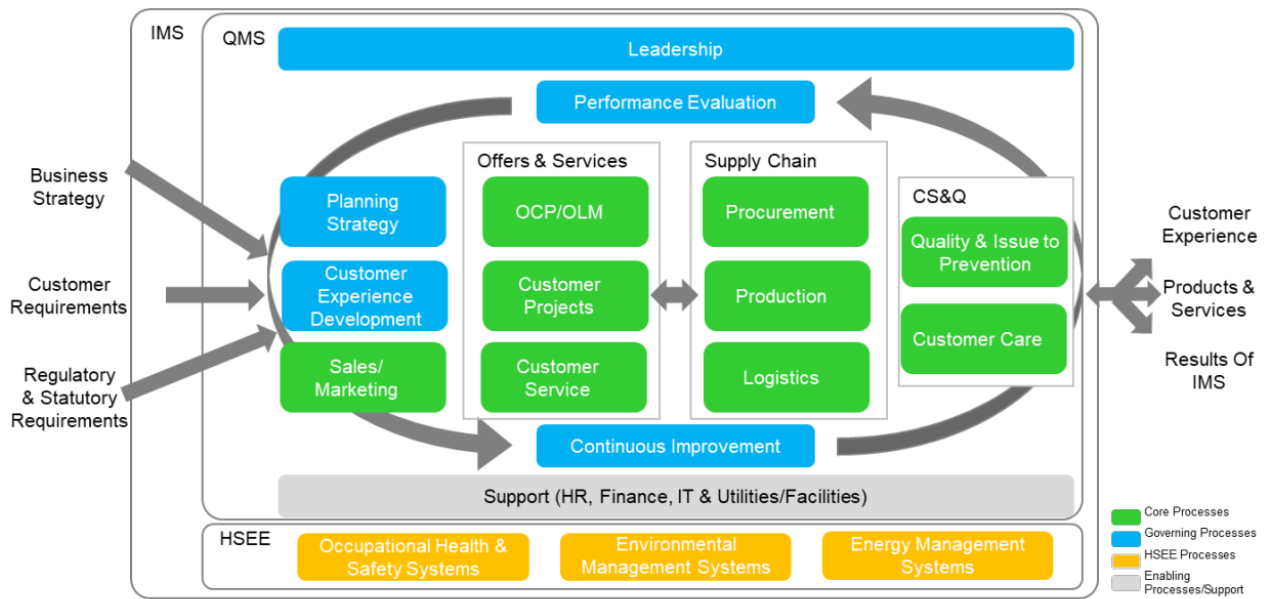 IMS
QMS
Leadership
Performance Evaluation
Business
Strategy
Customer
Requirements
Regulatory
& Statutory
Requirements
Planning
Strategy
Customer
Experience
Development
Sales/
Marketing
Offers & Services
OCP/OLM
Customer
Projects
Customer
Service
Supply Chain
Procurement
Production
Logistics
CS&Q
Quality & Issue to
Prevention
Customer Care
Customer
Experience
Products &
Services
Results Of
IMS
Continuous Improvement
Support (HR, Finance, IT & Utilities/Facilities)
HSEE
Occupational Health &
Safety Systems
Environmental
Management Systems
Energy Management
Systems
Core Processes
Governing Processes
HSEE Processes
Enabling
Processes/Support